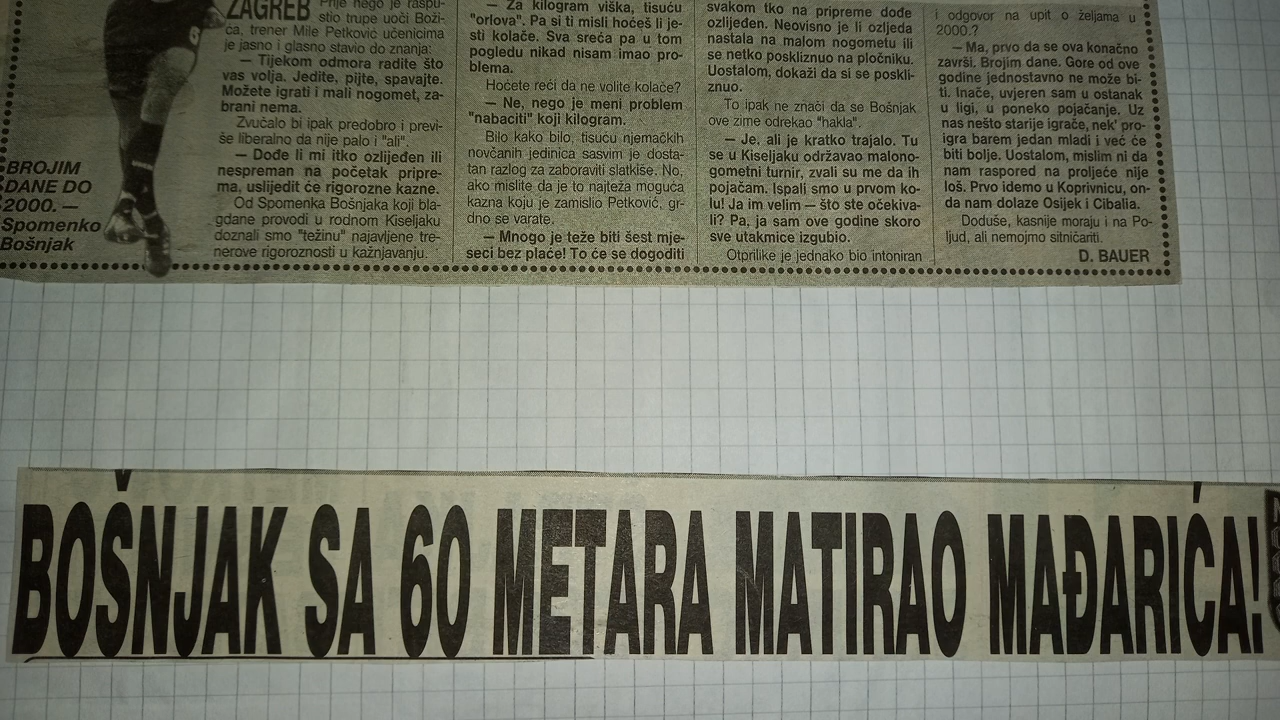 ZAGREB Prije nego je raspu-
stio trupe uoči Boži-
ća, trener Mile Petković učenicima
je jasno i glasno stavio do znanja:
— Tijekom odmora radite što
vas volja. Jedite, pijte, spavajte.
Možete igrati i mali nogomet, za-
brani nema.
Zvučalo bi ipak predobro i previ-
še liberalno da nije palo i "ali".
— Dođe li mi itko ozlijeđen ili
nespreman na početak pripre-
ma, uslijedit će rigorozne kazne.
Od Spomenka Bošnjaka koji bla-
gdane provodi u rodnom Kiseljaku
doznali smo "težinu" najavljene tre-
nerove rigoroznosti u kažnjavanju.
BROJIM
DANE DO
2000. —
Spomenko
Bošnjak
— Za kilogram viška, tisuću
"orlova". Pa si ti misli hoćeš li je-
sti kolače. Sva sreća pa u tom
pogledu nikad nisam imao pro-
blema.
Hoćete reći da ne volite kolače?
— Ne, nego je meni problem
"nabaciti" koji kilogram.
Bilo kako bilo, tisuću njemačkih
novčanih jedinica sasvim je dosta-
tan razlog za zaboraviti slatkiše. No,
ako mislite da je to najteža moguća
kazna koju je zamislio Petković, gr-
dno se varate.
— Mnogo je teže biti šest mje-
seci bez plaće! To će se dogoditi
svakom tko na pripreme dođe
ozlijeđen. Neovisno je li ozljeda
nastala na malom nogometu ili
se netko poskliznuo na pločniku.
Uostalom, dokaži da si se poskli-
znuo.
To ipak ne znači da se Bošnjak
ove zime odrekao "hakla".
— Je, ali je kratko trajalo. Tu
se u Kiseljaku održavao malono-
gometni turnir, zvali su me da ih
pojačam. Ispali smo u prvom ko-
lu! Ja im velim — što ste očekiva-
li? Pa, ja sam ove godine skoro
sve utakmice izgubio.
Otprilike je jednako bio intoniran
i odgovor na upit o željama u
2000.?
— Ma, prvo da se ova konačno
završi. Brojim dane. Gore od ove
godine jednostavno ne može bi-
ti. Inače, uvjeren sam u ostanak
u ligi, u poneko pojačanje. Uz
nas nešto starije igrače, nek' pro-
igra barem jedan mladi i već će
biti bolje. Uostalom, mislim ni da
nam raspored na proljeće nije
loš. Prvo idemo u Koprivnicu, on-
da nam dolaze Osijek i Cibalia.
Doduše, kasnije moraju i na Po-
ljud, ali nemojmo sitničariti.
D. BAUER
BOŠNJAK SA 60 METARA MATIRAO MAĐARIĆA!